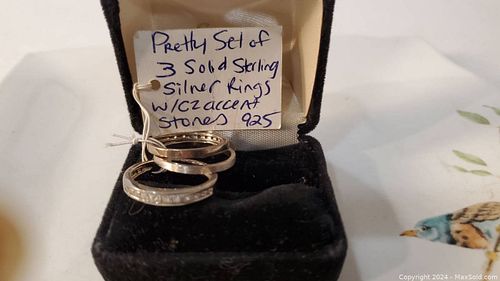 Pretty Set of
3 Solid Sterling
Silver Rings
w/CZ accent
stones 925
Copyright 2024 - MaxSold.com